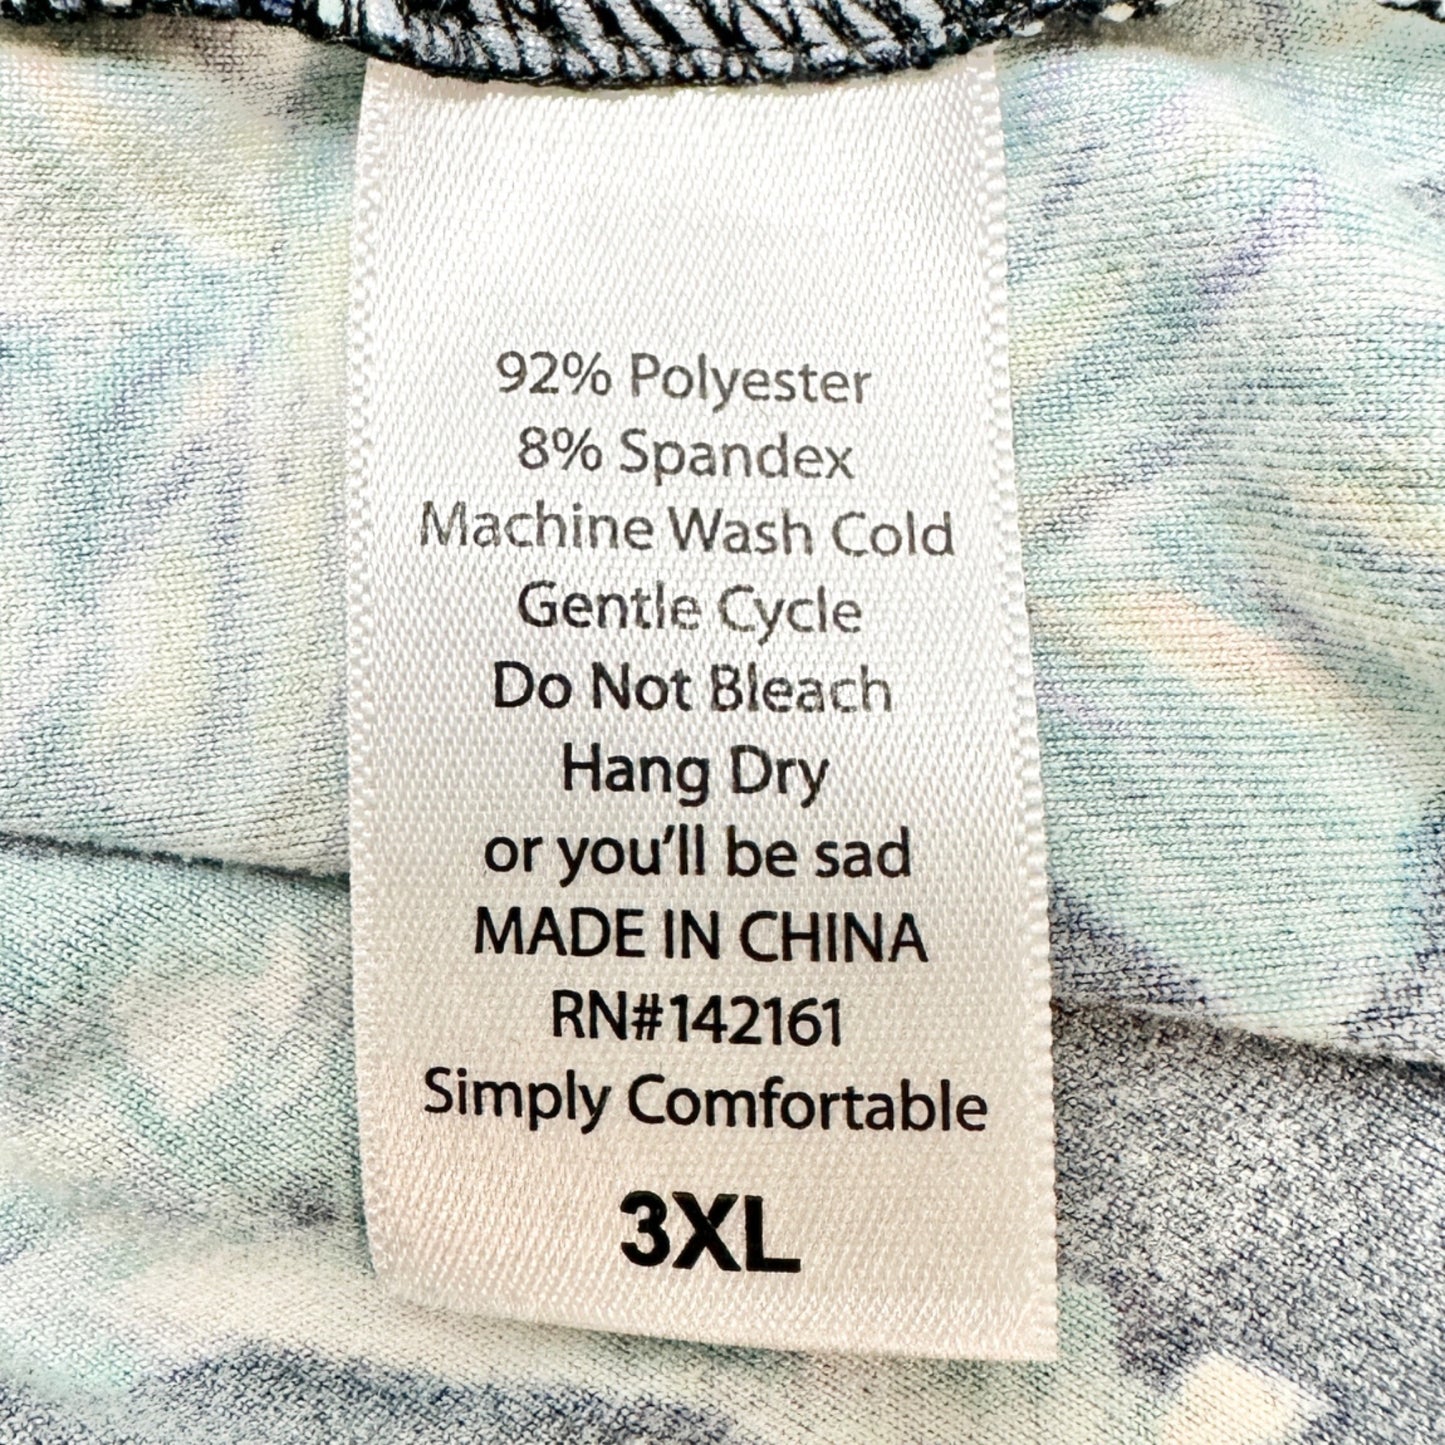 92% Polyester
8% Spandex
Machine Wash Cold
Gentle Cycle
Do Not Bleach
Hang Dry
or you'll be sad
MADE IN CHINA
RN#142161
Simply Comfortable
3XL